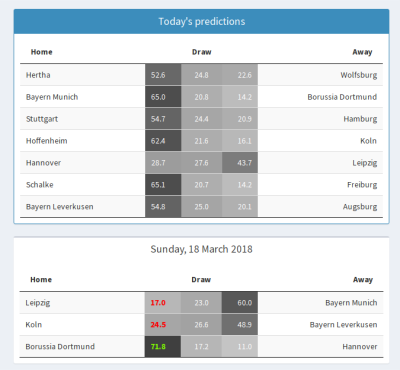 Today's predictions
Home Draw Away
Hertha 52.6 24.8 22.6 Wolfsburg
Bayern Munich 65.0 20.8 14.2 Borussia Dortmund
Stuttgart 54.7 24.4 20.9 Hamburg
Hoffenheim 62.4 21.6 16.1 Koln
Hannover 28.7 27.6 43.7 Leipzig
Schalke 65.1 20.7 14.2 Freiburg
Bayern Leverkusen 54.8 25.0 20.1 Augsburg
Sunday, 18 March 2018
Home Draw Away
Leipzig 17.0 23.0 60.0 Bayern Munich
Koln 24.5 26.6 48.9 Bayern Leverkusen
Borussia Dortmund 71.8 17.2 11.0 Hannover